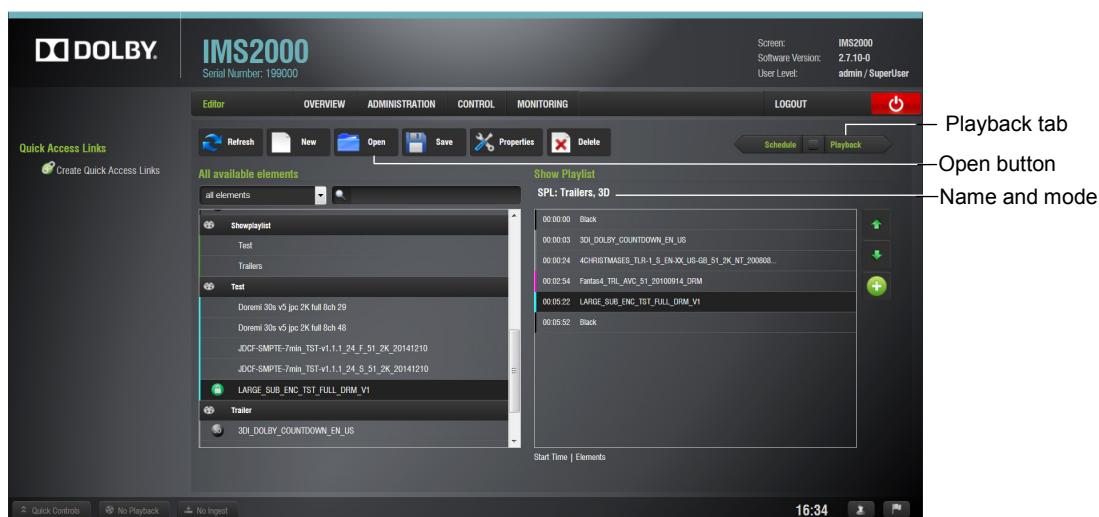 DOLBY.
IMS2000
Serial Number: 199000
Screen: IMS2000
Software Version: 2.7.10-0
User Level: admin / SuperUser
Editor OVERVIEW ADMINISTRATION CONTROL MONITORING LOGOUT
Quick Access Links
Create Quick Access Links
Refresh New Open Save Properties Delete
Schedule Playback
Playback tab
Open button
Name and mode
All available elements
all elements
Showplaylist
Test
Trailers
Test
Doremi 30s v5 jpc 2K full 8ch 29
Doremi 30s v5 jpc 2K full 8ch 48
JDCF-SMPTE-7min_TST-v1.1.1_24_F_51_2K_20141210
JDCF-SMPTE-7min_TST-v1.1.1_24_S_51_2K_20141210
LARGE_SUB_ENC_TST_FULL_DRM_V1
Trailer
3D
3DI_DOLBY_COUNTDOWN_EN_US
Show Playlist
SPL: Trailers, 3D
00:00:00 Black
00:00:03 3DI_DOLBY_COUNTDOWN_EN_US
00:00:24 4CHRISTMASES_TLR-1_S_EN-XX_US-GB_51_2K_NT_200808...
00:02:54 Fantas4_TRL_AVC_51_20100914_DRM
00:05:22 LARGE_SUB_ENC_TST_FULL_DRM_V1
00:05:52 Black
Start Time | Elements
Quick Controls No Playback No Ingest 16:34